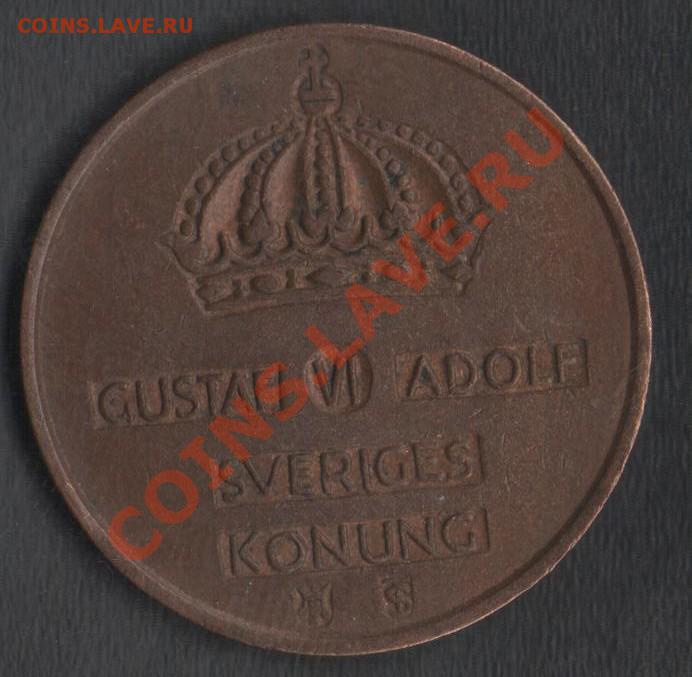 COINS.LAVE.RU
COINS.LAVE.RU
GUSTAF VI ADOLF
SVERIGES
KONUNG
S